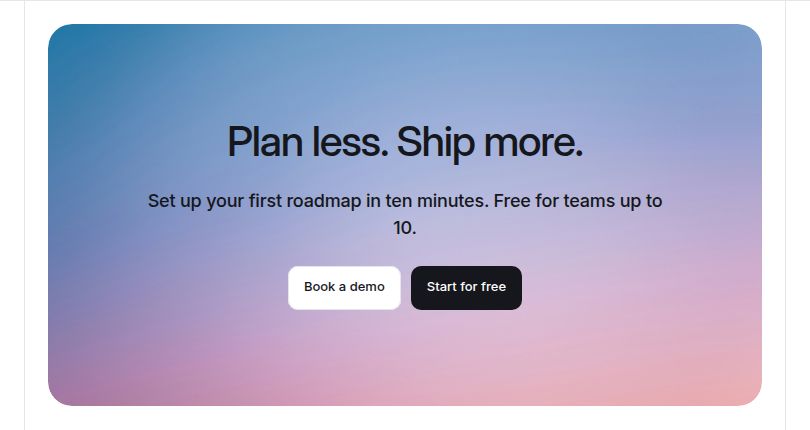 Plan less. Ship more.
Set up your first roadmap in ten minutes. Free for teams up to
10.
Book a demo
Start for free